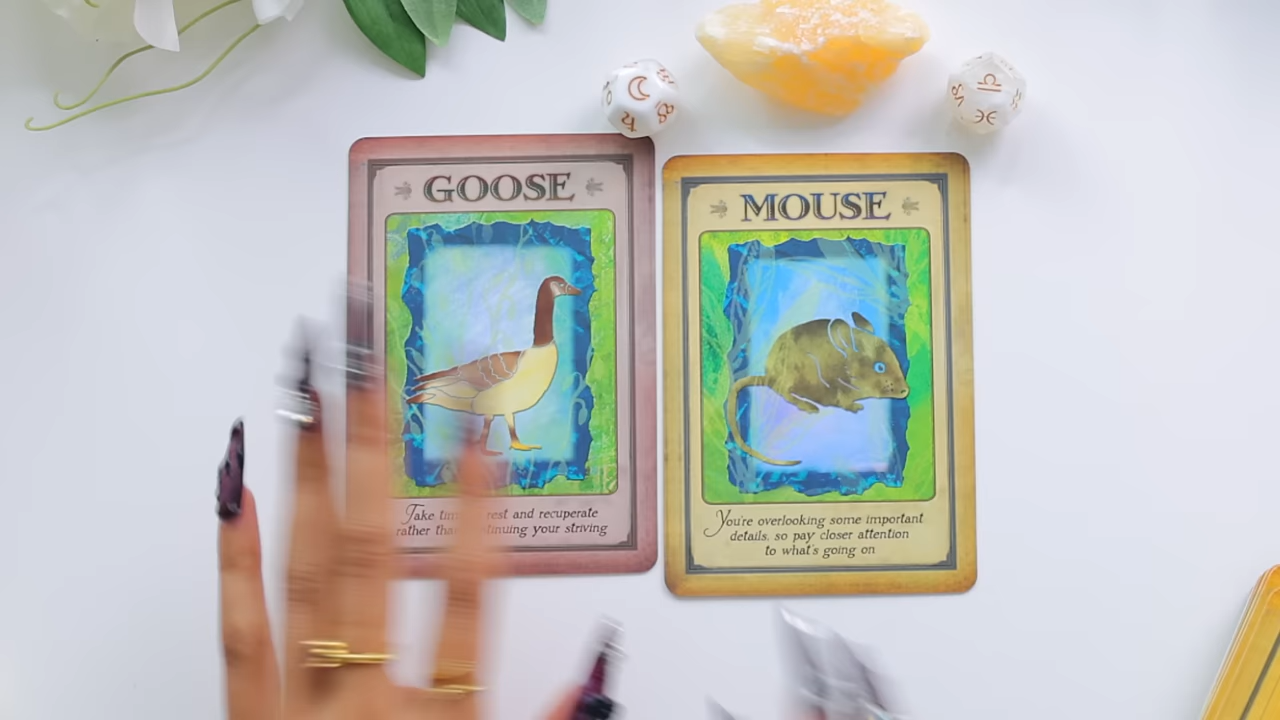 GOOSE
Take rest and recuperate
rather your striving
MOUSE
You're overlooking some important
details, so pay closer attention
to what's going on